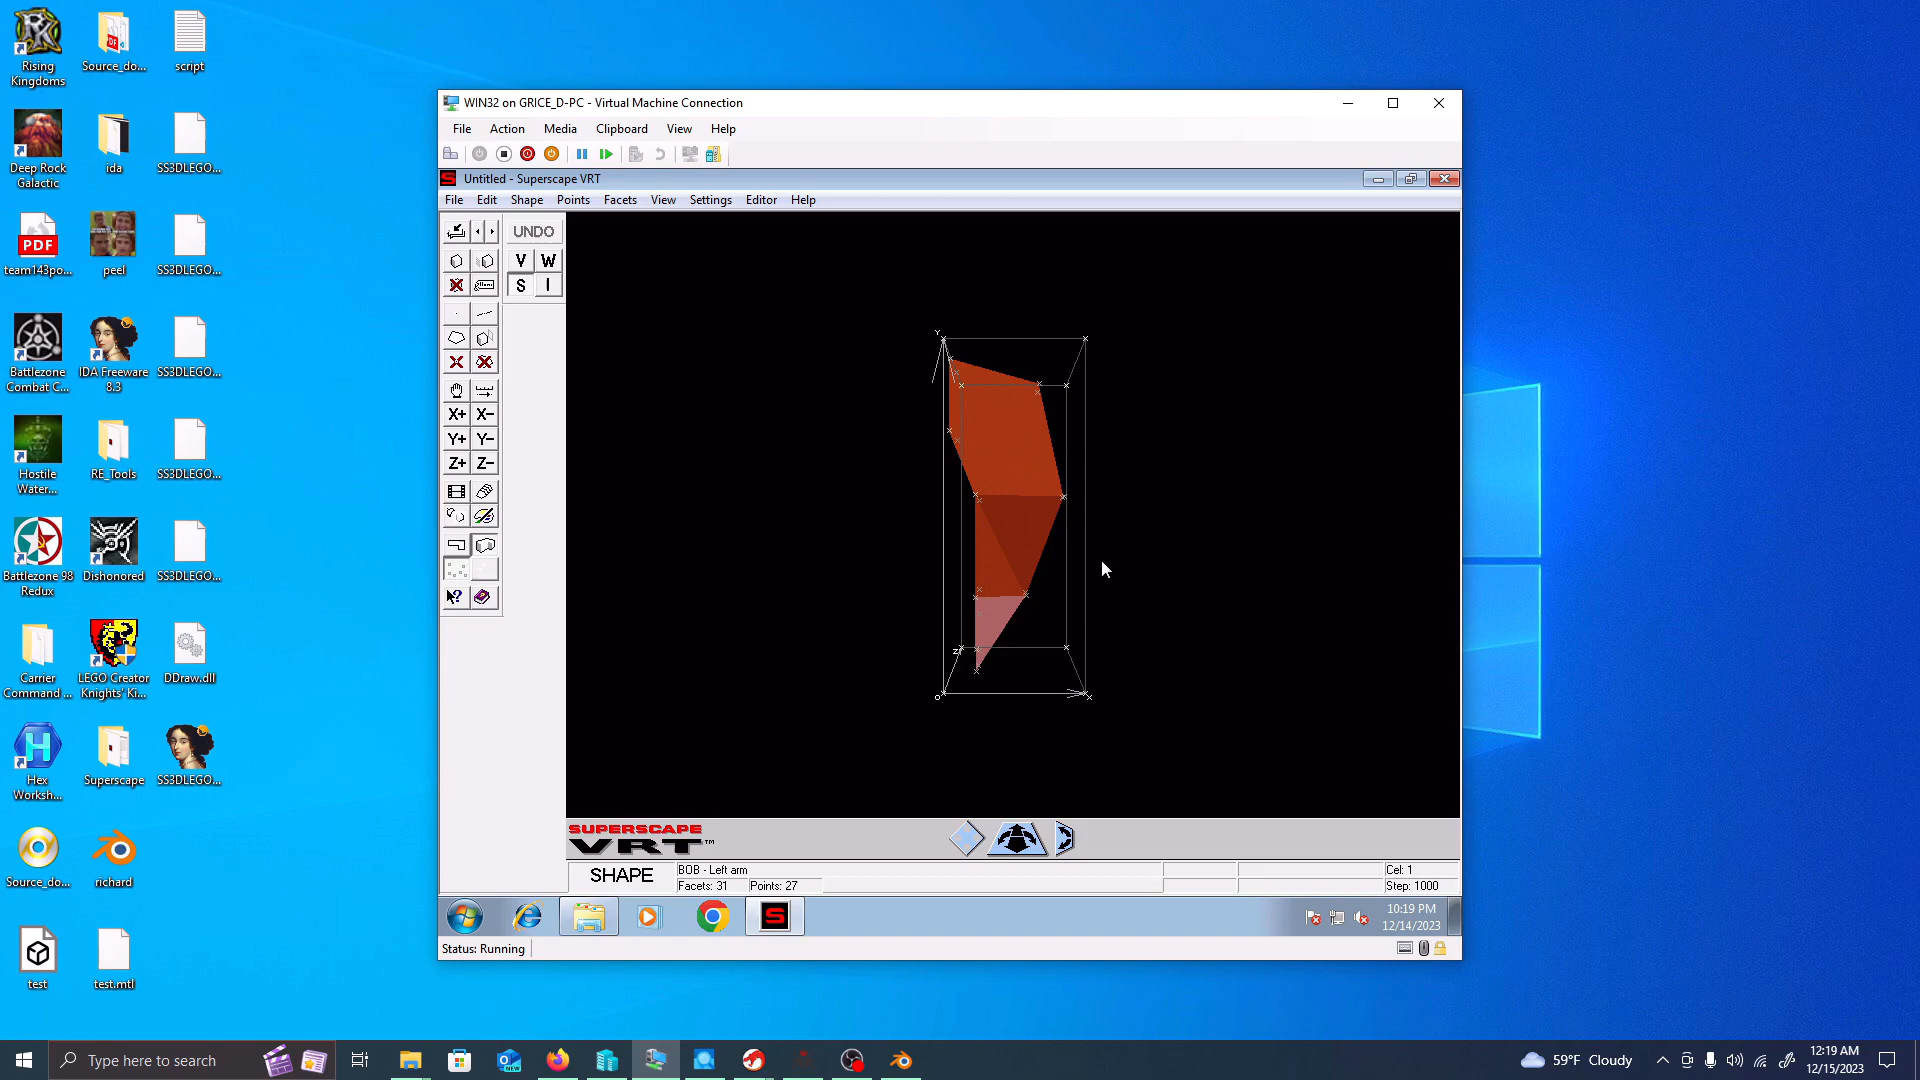 Rising
Kingdoms
Source_do...
script
Deep Rock
Galactic
ida
SS3DLEGO...
PDF
team143po...
peel
SS3DLEGO...
Battlezone
Combat C...
IDA Freeware
8.3
SS3DLEGO...
Hostile
Water...
RE_Tools
SS3DLEGO...
Battlezone 98
Redux
Dishonored
SS3DLEGO...
Carrier
Command ...
LEGO Creator
Knights' Ki...
DDraw.dll
Hex
Worksh...
Superscape
SS3DLEGO...
Source_do...
richard
test
test.mtl
WIN32 on GRICE_D-PC - Virtual Machine Connection
File Action Media Clipboard View Help
Untitled - Superscape VRT
File Edit Shape Points Facets View Settings Editor Help
UNDO
V W
S I
X+ X-
Y+ Y-
Z+ Z-
Y
Z
O
X
SUPERSCAPE
VRT™
SHAPE
BOB - Left arm
Cel: 1
Facets: 31 Points: 27
Step: 1000
10:19 PM
12/14/2023
Status: Running
Type here to search
NEW
59°F Cloudy
12:19 AM
12/15/2023